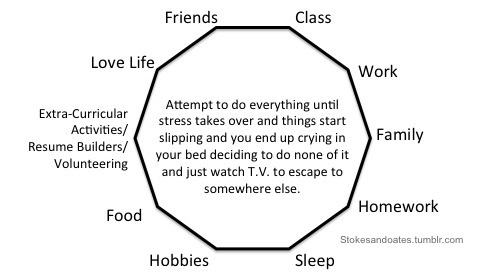 Friends
Class
Love Life
Work
Extra-Curricular
Activities/
Resume Builders/
Volunteering
Attempt to do everything until
stress takes over and things start
slipping and you end up crying in
your bed deciding to do none of it
and just watch T.V. to escape to
somewhere else.
Family
Food
Homework
Hobbies
Sleep
Stokesandoates.tumblr.com